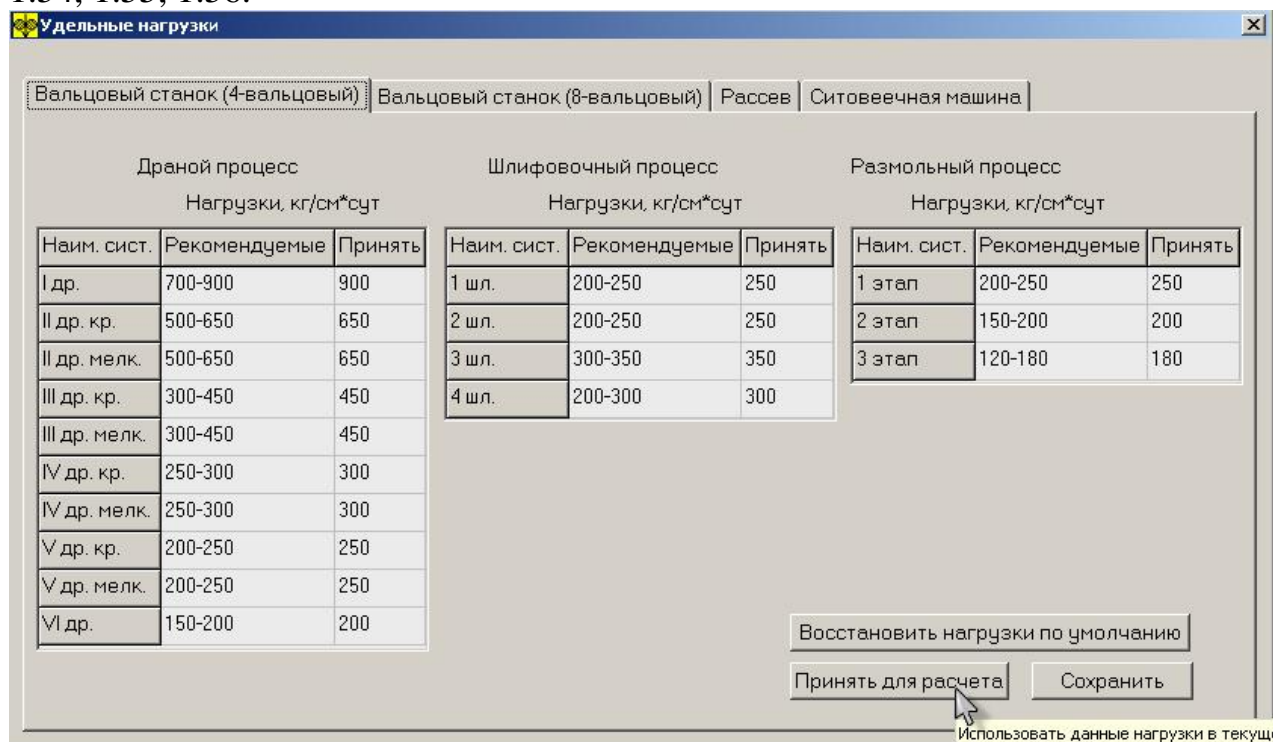 Удельные нагрузки
Вальцовый станок (4-вальцовый) Вальцовый станок (8-вальцовый) Рассев Ситовеечная машина
Драной процесс Шлифовочный процесс Размольный процесс
Нагрузки, кг/см*сут Нагрузки, кг/см*сут Нагрузки, кг/см*сут
Наим. сист. Рекомендуемые Принять Наим. сист. Рекомендуемые Принять Наим. сист. Рекомендуемые Принять
I др. 700-900 900 1 шл. 200-250 250 1 этап 200-250 250
II др. кр. 500-650 650 2 шл. 200-250 250 2 этап 150-200 200
II др. мелк. 500-650 650 3 шл. 300-350 350 3 этап 120-180 180
III др. кр. 300-450 450 4 шл. 200-300 300
III др. мелк. 300-450 450
IV др. кр. 250-300 300
IV др. мелк. 250-300 300
V др. кр. 200-250 250
V др. мелк. 200-250 250
VI др. 150-200 200
Восстановить нагрузки по умолчанию
Принять для расчета Сохранить
Использовать данные нагрузки в текущ